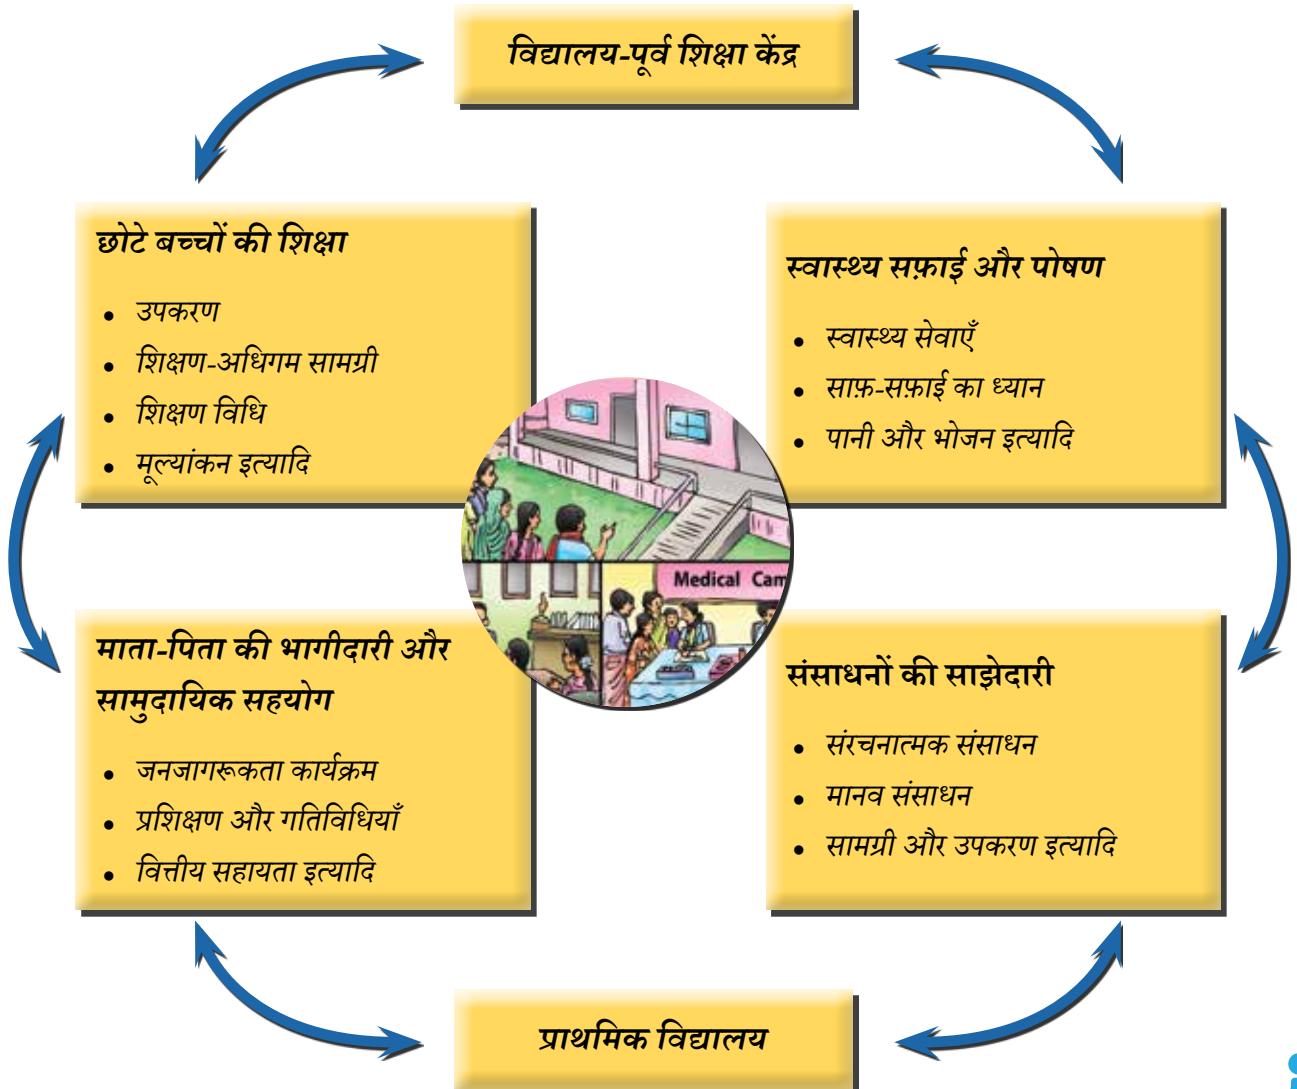 विद्यालय-पूर्व शिक्षा केंद्र
छोटे बच्चों की शिक्षा
• उपकरण
• शिक्षण-अधिगम सामग्री
• शिक्षण विधि
• मूल्यांकन इत्यादि
स्वास्थ्य सफ़ाई और पोषण
• स्वास्थ्य सेवाएँ
• साफ़-सफ़ाई का ध्यान
• पानी और भोजन इत्यादि
Medical Cam
माता-पिता की भागीदारी और
सामुदायिक सहयोग
• जनजागरूकता कार्यक्रम
• प्रशिक्षण और गतिविधियाँ
• वित्तीय सहायता इत्यादि
संसाधनों की साझेदारी
• संरचनात्मक संसाधन
• मानव संसाधन
• सामग्री और उपकरण इत्यादि
प्राथमिक विद्यालय